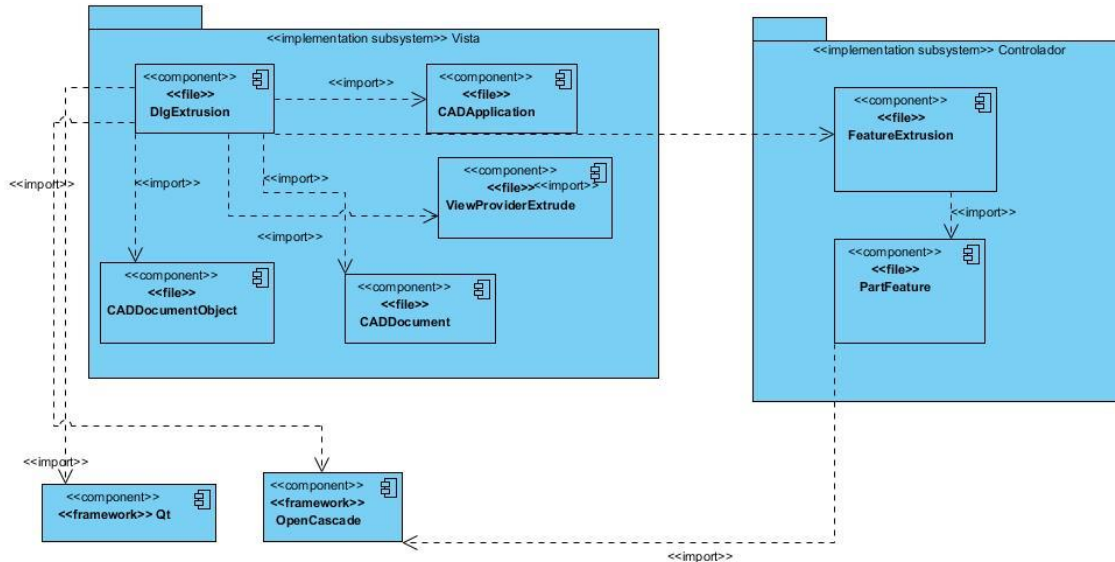 <<implementation subsystem>> Vista
<<component>>
<<file>>
DlgExtrusion
<<import>>
<<component>>
<<file>>
CADApplication
<<component>>
<<file>>
<<import>>
ViewProviderExtrude
<<import>>
<<import>>
<<import>>
<<component>>
<<file>>
CADDocumentObject
<<component>>
<<file>>
CADDocument
<<implementation subsystem>> Controlador
<<component>>
<<file>>
FeatureExtrusion
<<import>>
<<component>>
<<file>>
PartFeature
<<import>>
<<component>>
<<framework>> Qt
<<component>>
<<framework>>
OpenCascade
<<import>>